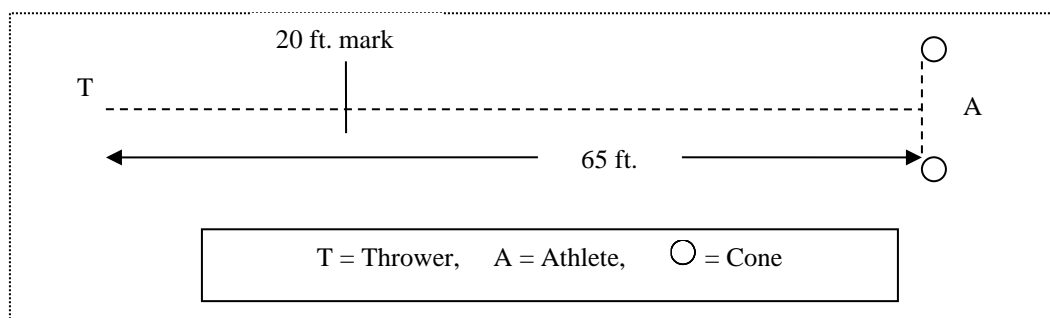 20 ft. mark
T
A
65 ft.
T = Thrower, A = Athlete, = Cone